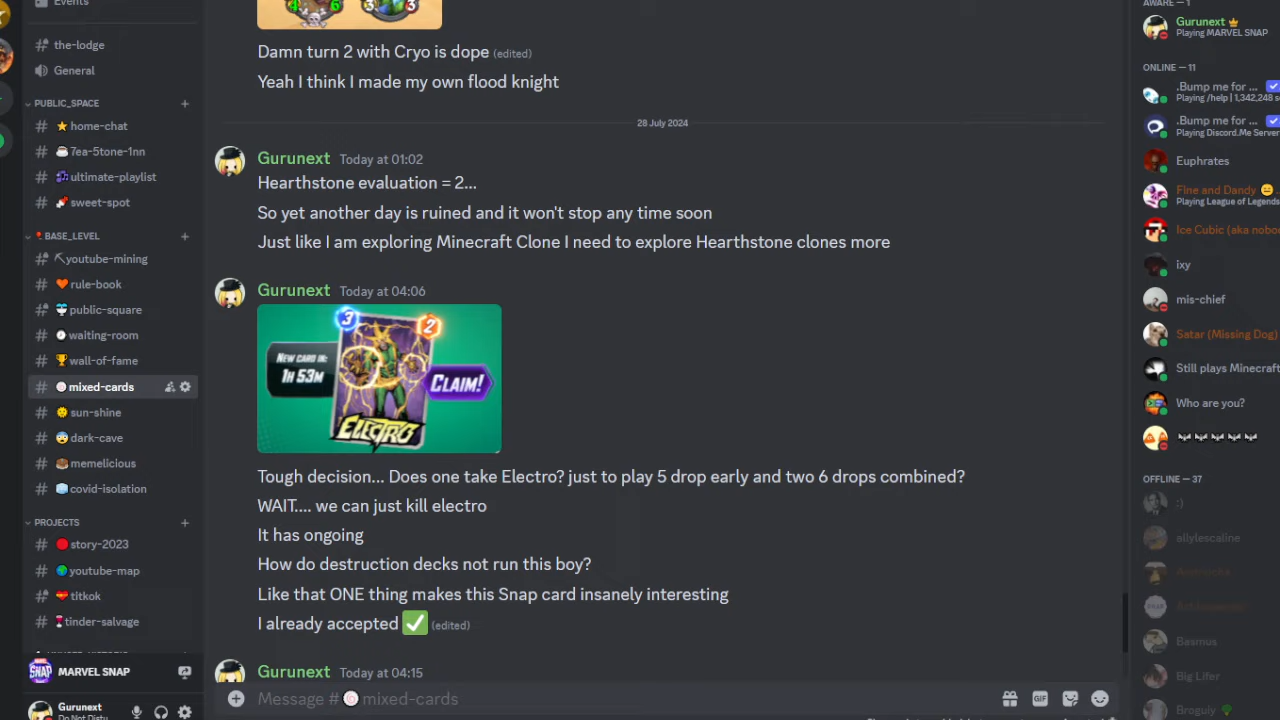 Events
the-lodge
General
PUBLIC_SPACE
home-chat
7ea-5tone-1nn
ultimate-playlist
sweet-spot
BASE_LEVEL
youtube-mining
rule-book
public-square
waiting-room
wall-of-fame
mixed-cards
sun-shine
dark-cave
memelicious
covid-isolation
PROJECTS
story-2023
youtube-map
titkok
tinder-salvage
SNAP
MARVEL SNAP
Gurunext
Do Not Distu
4 6 3
Damn turn 2 with Cryo is dope (edited)
Yeah I think I made my own flood knight
28 July 2024
Gurunext Today at 01:02
Hearthstone evaluation = 2...
So yet another day is ruined and it won't stop any time soon
Just like I am exploring Minecraft Clone I need to explore Hearthstone clones more
Gurunext Today at 04:06
3 2
NEW CARD IN:
1H 53M
CLAIM!
ELECTRO
Tough decision... Does one take Electro? just to play 5 drop early and two 6 drops combined?
WAIT.... we can just kill electro
It has ongoing
How do destruction decks not run this boy?
Like that ONE thing makes this Snap card insanely interesting
I already accepted ✅ (edited)
Gurunext Today at 04:15
Message # mixed-cards
GIF
AWARE — 1
Gurunext
Playing MARVEL SNAP
ONLINE — 11
.Bump me for ...
Playing /help | 1,342,248 s
.Bump me for ...
Playing Discord.Me Server
Euphrates
Fine and Dandy
Playing League of Legends
Ice Cubic (aka nobo
ixy
mis-chief
Satar (Missing Dog)
Still plays Minecraft
Who are you?
OFFLINE — 37
:)
allylescaline
Basmus
Big Lifer
Broguiy